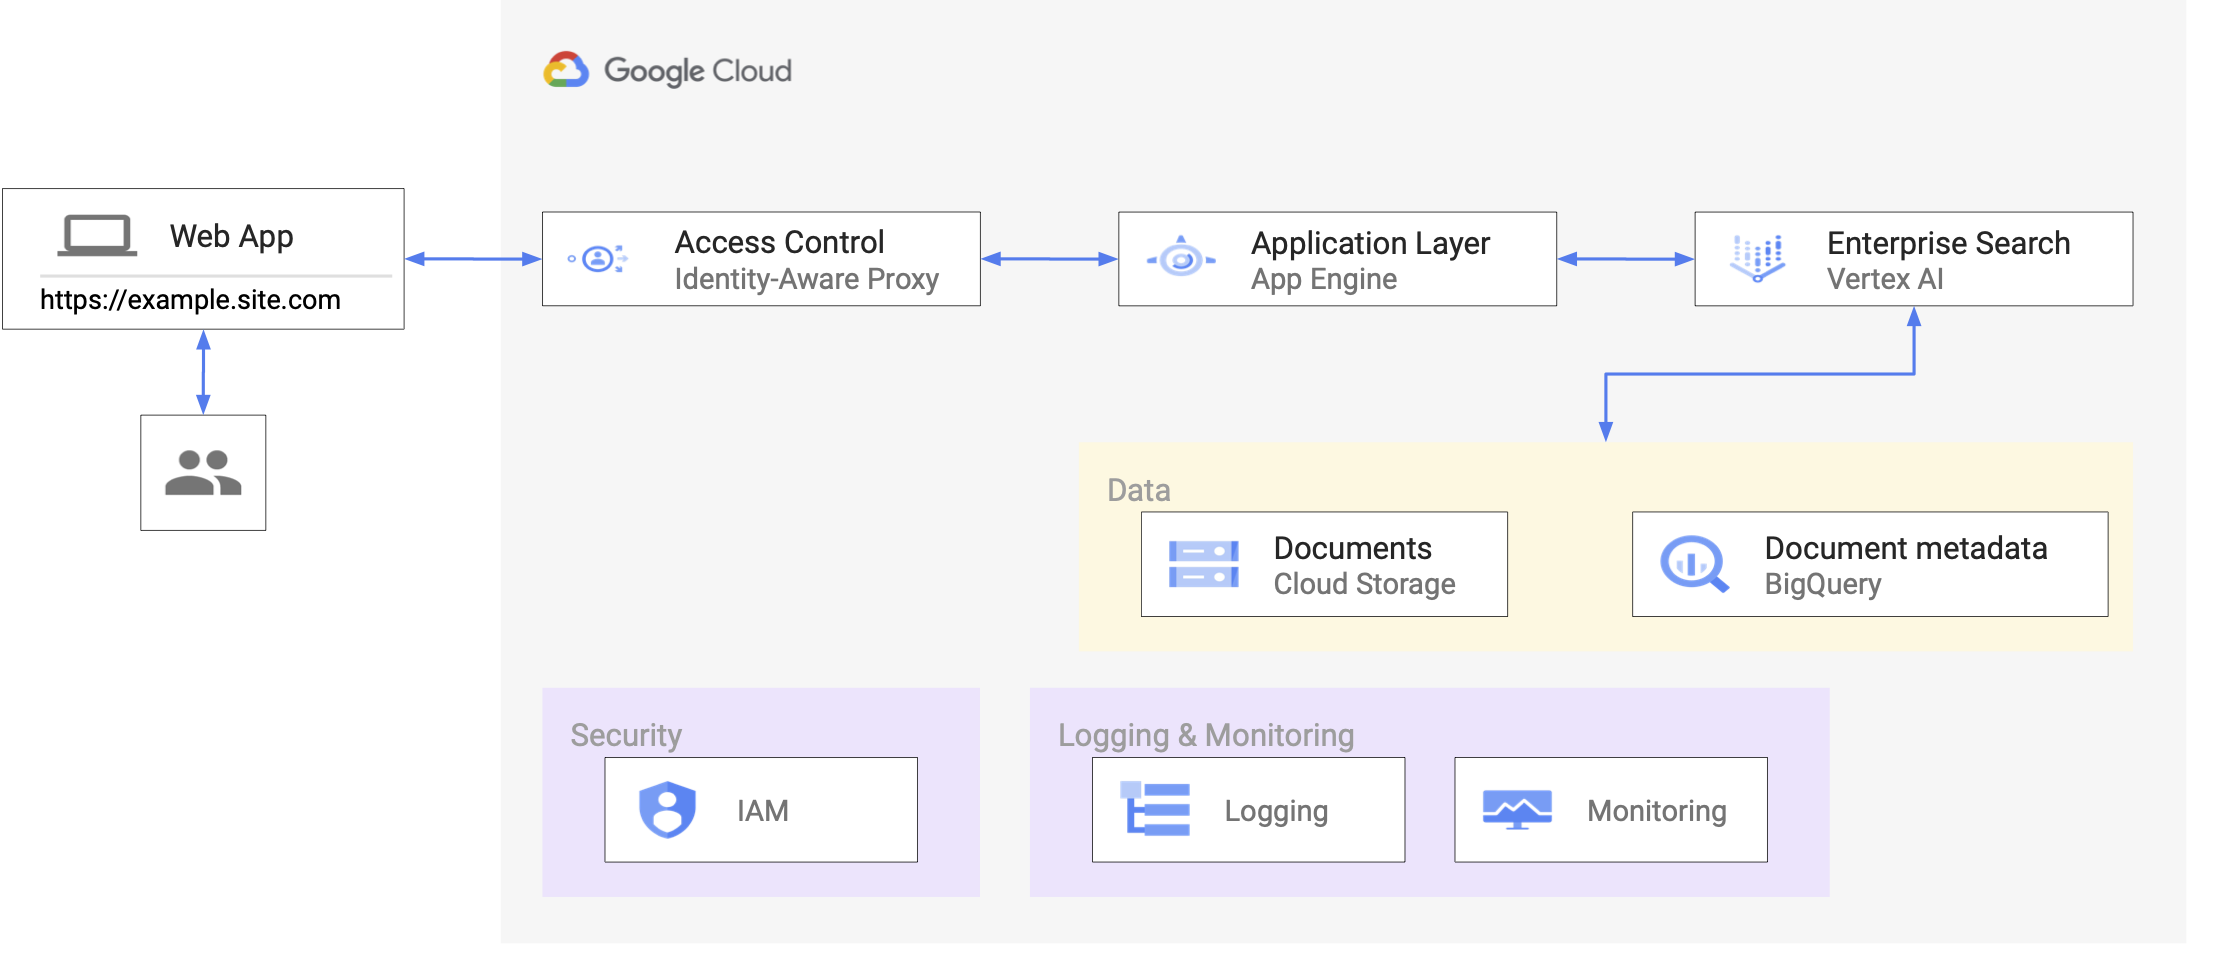 Google Cloud
Web App
https://example.site.com
Access Control
Identity-Aware Proxy
Application Layer
App Engine
Enterprise Search
Vertex AI
Data
Documents
Cloud Storage
Document metadata
BigQuery
Security
IAM
Logging & Monitoring
Logging
Monitoring